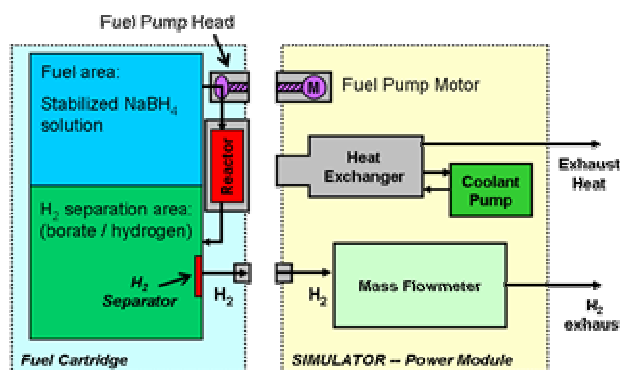 Fuel Pump Head
Fuel area:
Stabilized NaBH4
solution
M
Fuel Pump Motor
Reactor
Heat
Exchanger
Coolant
Pump
Exhaust
Heat
H2 separation area:
(borate / hydrogen)
H2
Separator
H2
H2
Mass Flowmeter
H2
exhaus
Fuel Cartridge
SIMULATOR -- Power Module